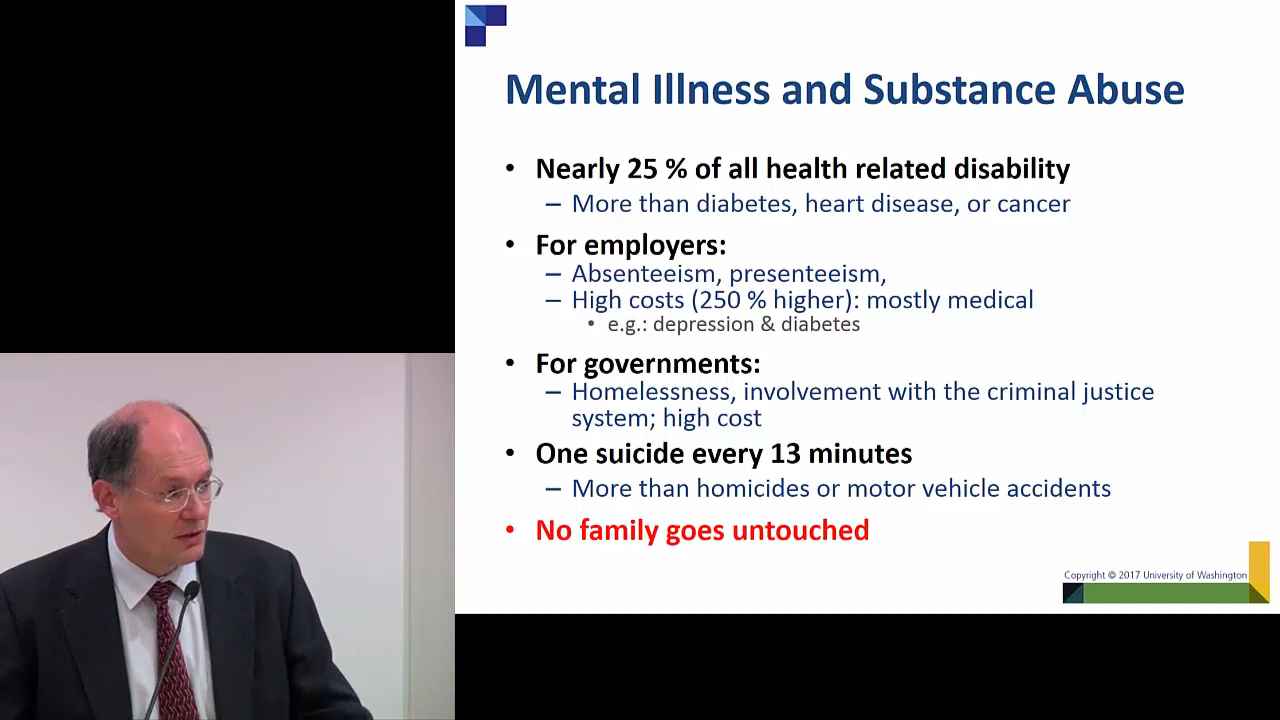 Mental Illness and Substance Abuse
• Nearly 25 % of all health related disability
– More than diabetes, heart disease, or cancer
• For employers:
– Absenteeism, presenteeism,
– High costs (250 % higher): mostly medical
• e.g.: depression & diabetes
• For governments:
– Homelessness, involvement with the criminal justice
system; high cost
• One suicide every 13 minutes
– More than homicides or motor vehicle accidents
• No family goes untouched
Copyright © 2017 University of Washington